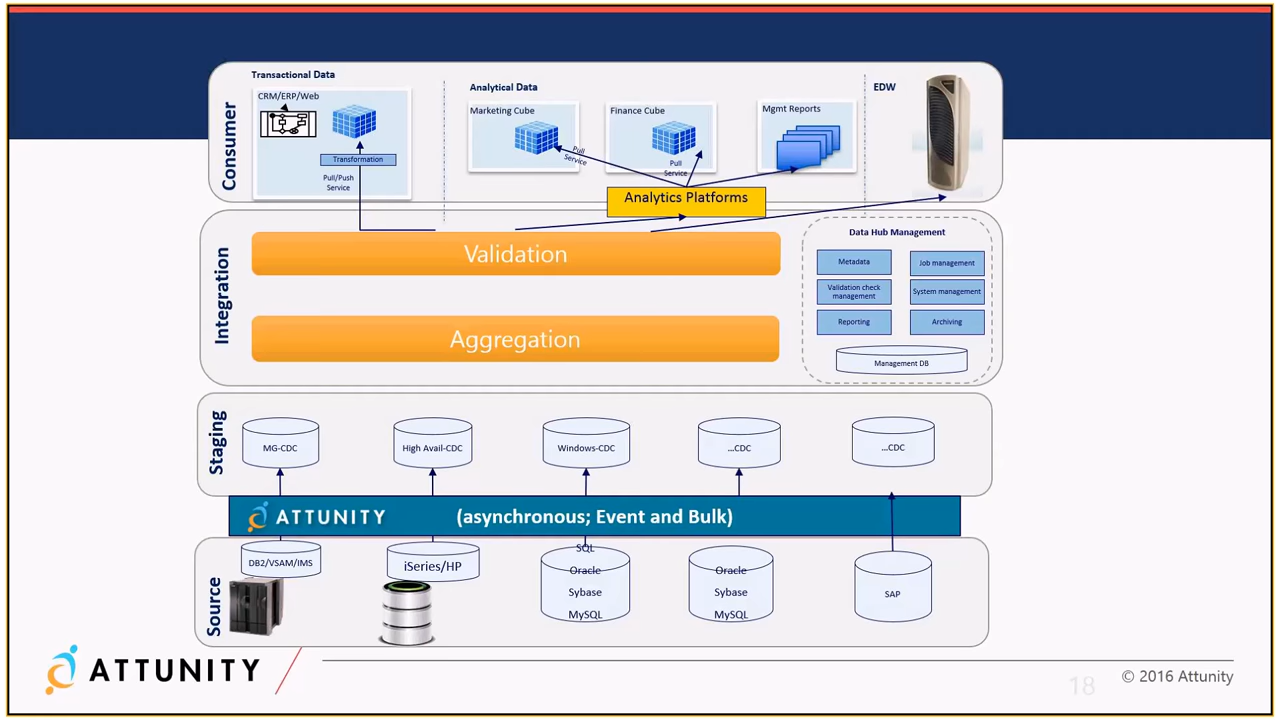 Consumer
Transactional Data
CRM/ERP/Web
Transformation
Pull/Push
Service
Analytical Data
Marketing Cube
Pull
Service
Finance Cube
Pull
Service
Mgmt Reports
EDW
Analytics Platforms
Integration
Validation
Aggregation
Data Hub Management
Metadata
Job management
Validation check
management
System management
Reporting
Archiving
Management DB
Staging
MG-CDC
High Avail-CDC
Windows-CDC
...CDC
...CDC
ATTUNITY
(asynchronous; Event and Bulk)
Source
DB2/VSAM/IMS
iSeries/HP
SQL
Oracle
Sybase
MySQL
Oracle
Sybase
MySQL
SAP
ATTUNITY
18
© 2016 Attunity